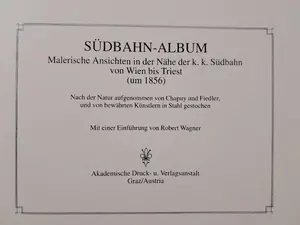 SÜDBAHN-ALBUM
Malerische Ansichten in der Nähe der k. k. Südbahn
von Wien bis Triest
(um 1856)
Nach der Natur aufgenommen von Chapuy und Fiedler,
und von bewährten Künstlern in Stahl gestochen
Mit einer Einführung von Robert Wagner
Akademische Druck- u. Verlagsanstalt
Graz/Austria